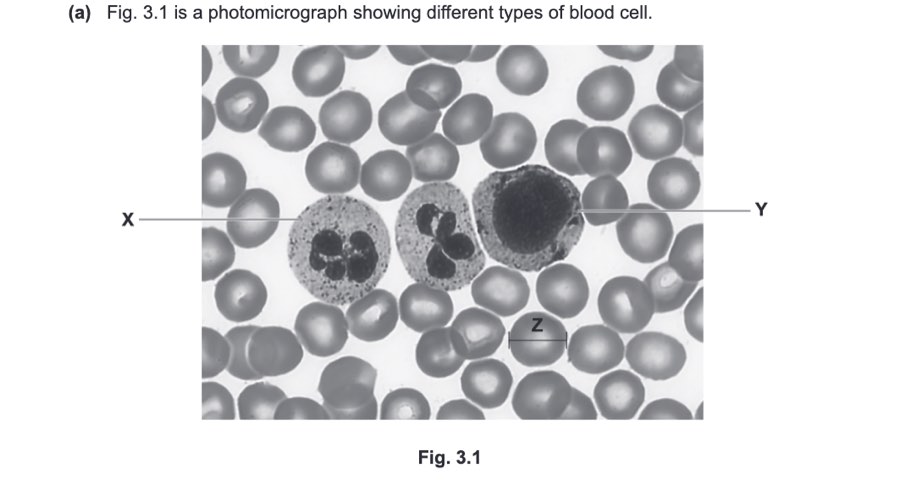 (a) Fig. 3.1 is a photomicrograph showing different types of blood cell.
X
Y
Z
Fig. 3.1